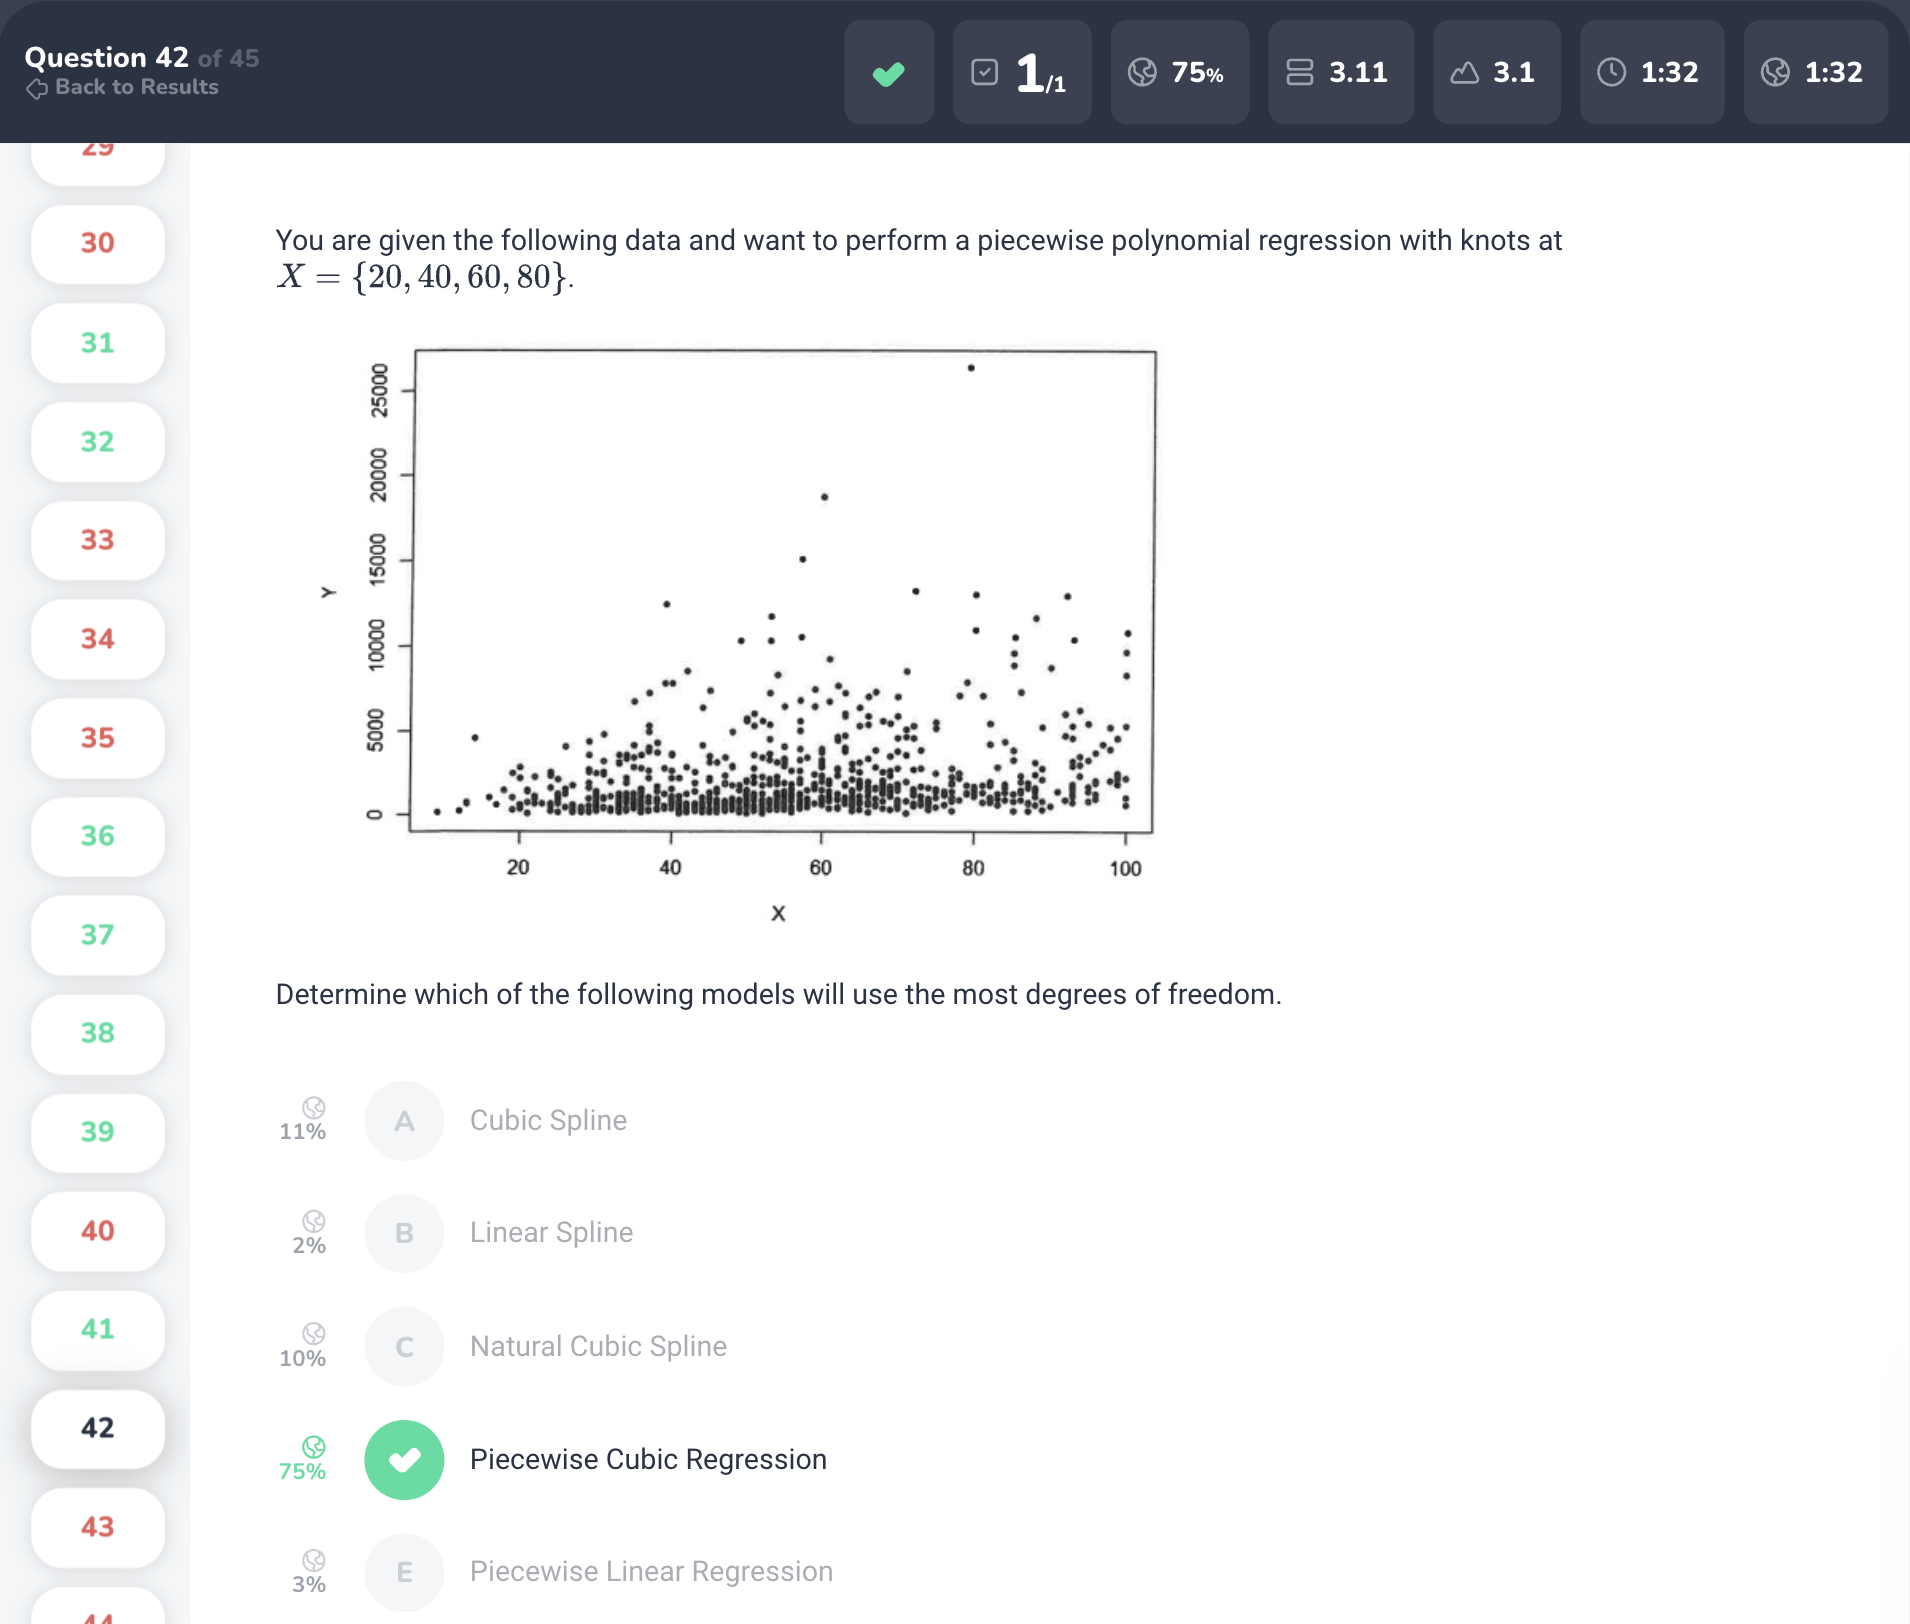 Question 42 of 45
Back to Results
1/1
75%
3.11
3.1
1:32
1:32
29
30
31
32
33
34
35
36
37
38
39
40
41
42
43
44
You are given the following data and want to perform a piecewise polynomial regression with knots at
X = {20, 40, 60, 80}.
25000
20000
15000
10000
5000
0
Y
20 40 60 80 100
X
Determine which of the following models will use the most degrees of freedom.
11% A Cubic Spline
2% B Linear Spline
10% C Natural Cubic Spline
75% Piecewise Cubic Regression
3% E Piecewise Linear Regression